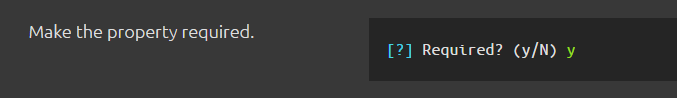 Make the property required.
[?] Required? (y/N) y